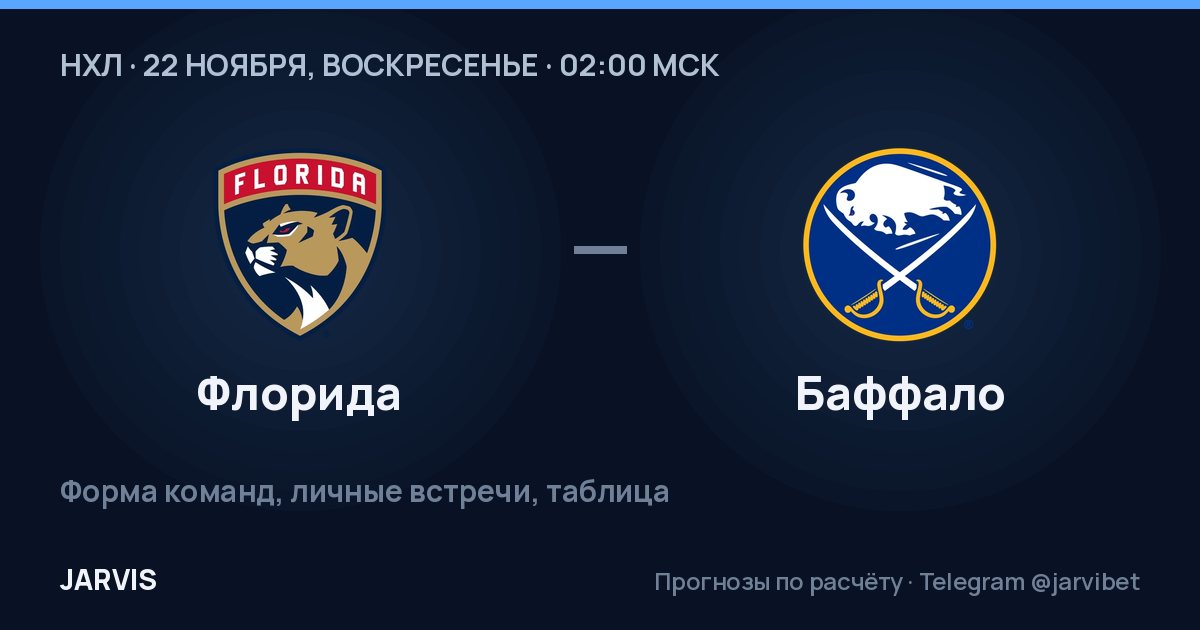 НХЛ · 22 НОЯБРЯ, ВОСКРЕСЕНЬЕ · 02:00 МСК
FLORIDA
—
®
Флорида
Баффало
Форма команд, личные встречи, таблица
JARVIS
Прогнозы по расчёту · Telegram @jarvibet